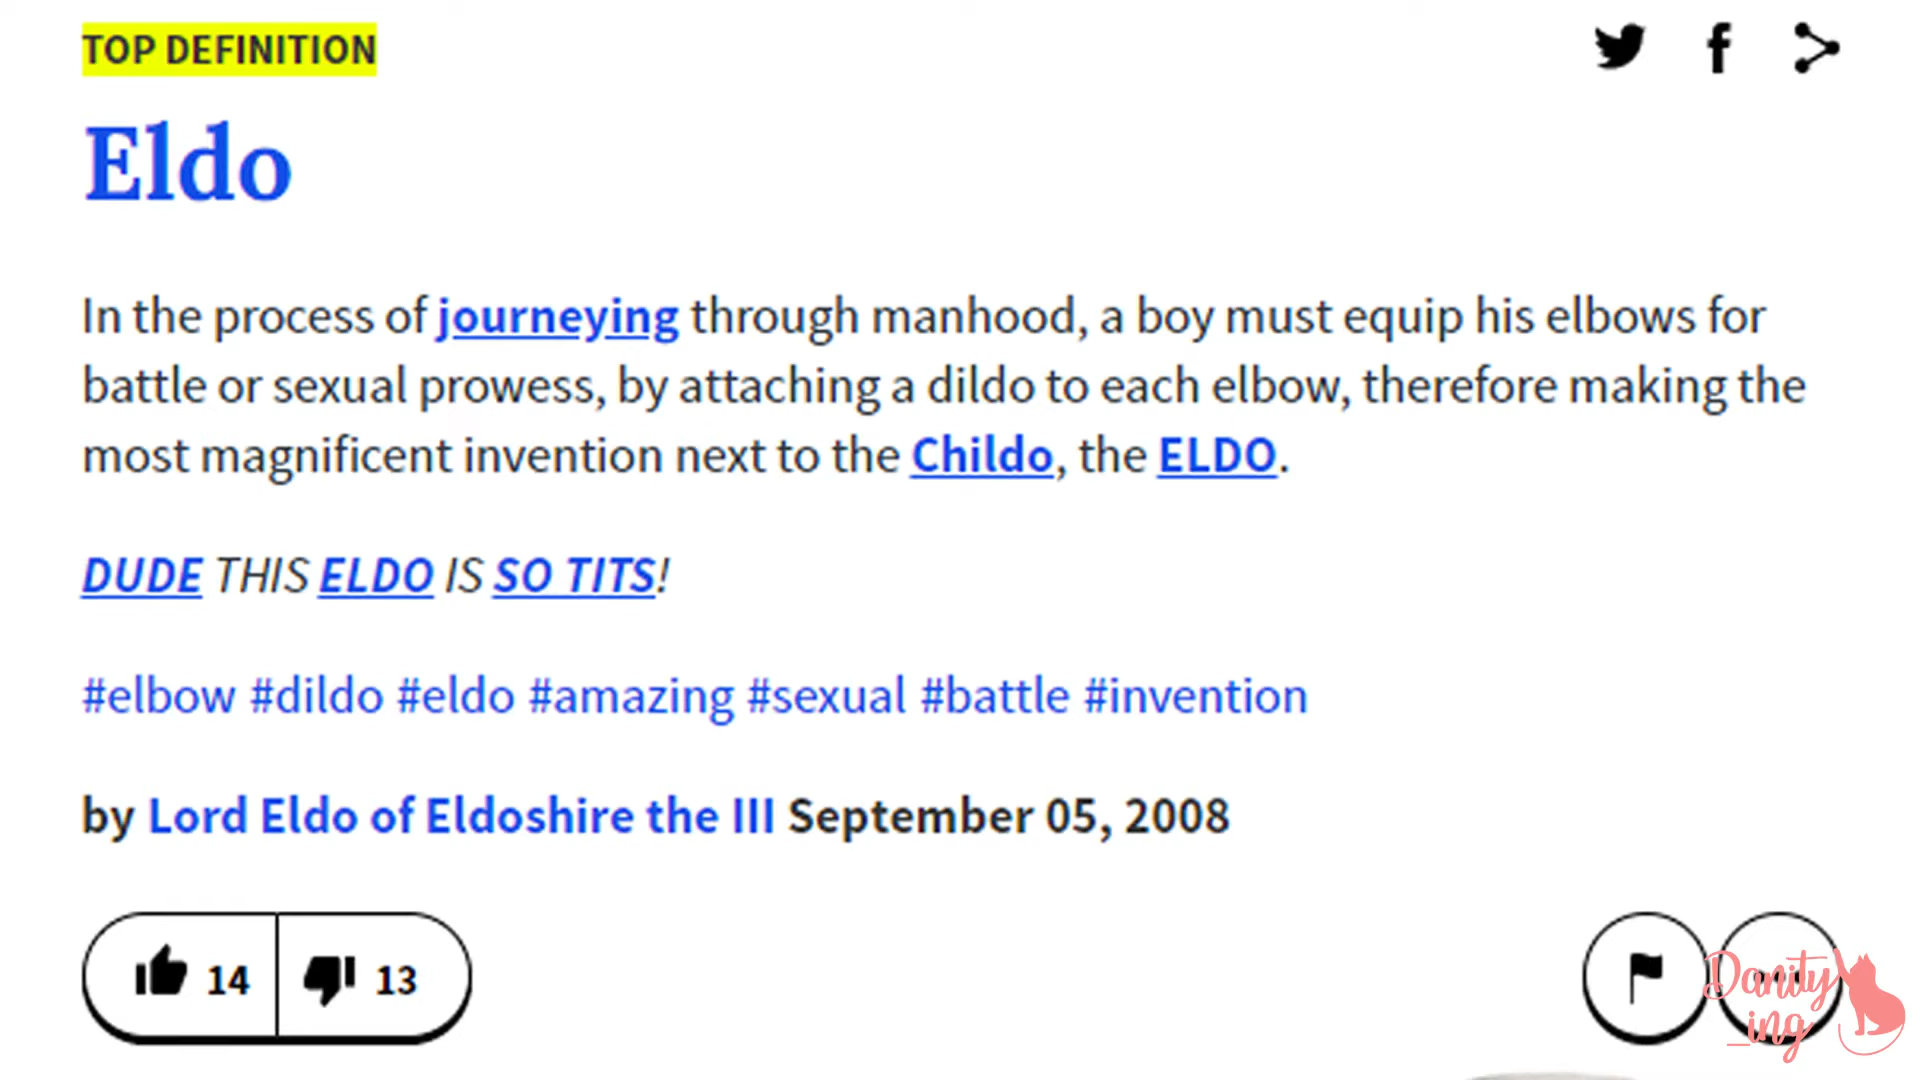 TOP DEFINITION
Eldo
In the process of journeying through manhood, a boy must equip his elbows for
battle or sexual prowess, by attaching a dildo to each elbow, therefore making the
most magnificent invention next to the Childo, the ELDO.
DUDE THIS ELDO IS SO TITS!
#elbow #dildo #eldo #amazing #sexual #battle #invention
by Lord Eldo of Eldoshire the III September 05, 2008
14 13
Danity
_ing